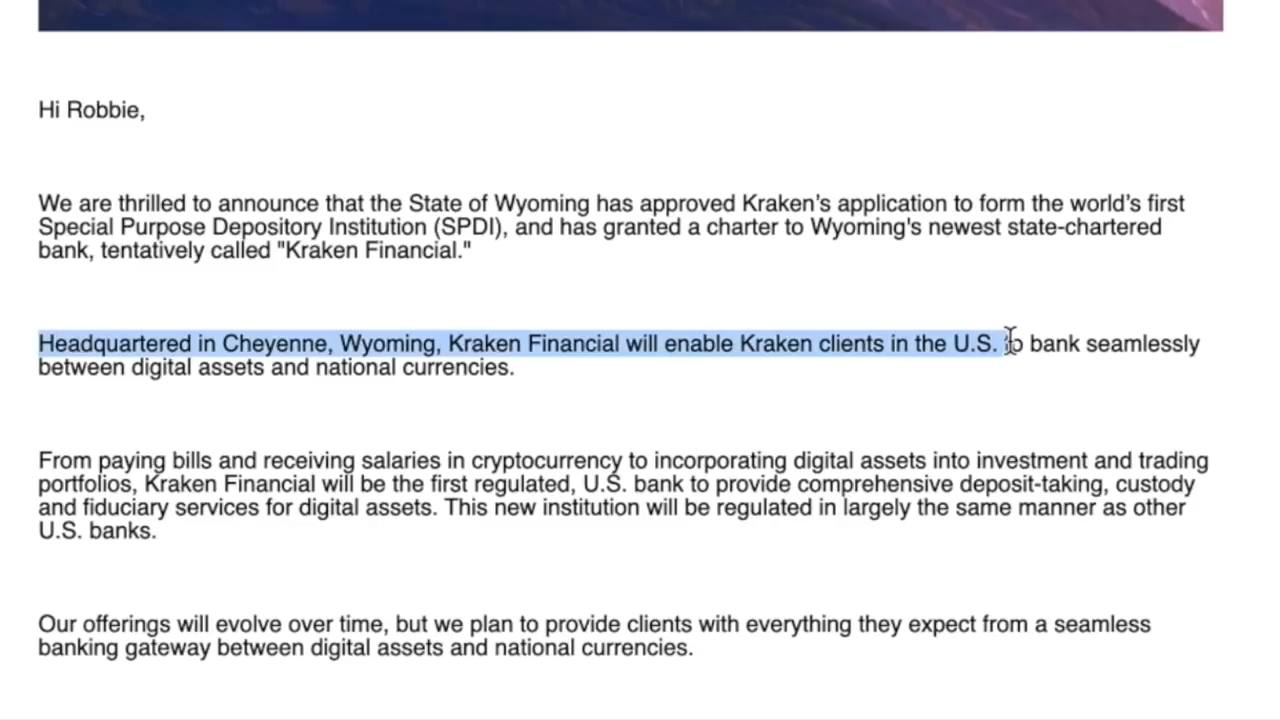 Hi Robbie,
We are thrilled to announce that the State of Wyoming has approved Kraken's application to form the world's first
Special Purpose Depository Institution (SPDI), and has granted a charter to Wyoming's newest state-chartered
bank, tentatively called "Kraken Financial."
Headquartered in Cheyenne, Wyoming, Kraken Financial will enable Kraken clients in the U.S. to bank seamlessly
between digital assets and national currencies.
From paying bills and receiving salaries in cryptocurrency to incorporating digital assets into investment and trading
portfolios, Kraken Financial will be the first regulated, U.S. bank to provide comprehensive deposit-taking, custody
and fiduciary services for digital assets. This new institution will be regulated in largely the same manner as other
U.S. banks.
Our offerings will evolve over time, but we plan to provide clients with everything they expect from a seamless
banking gateway between digital assets and national currencies.